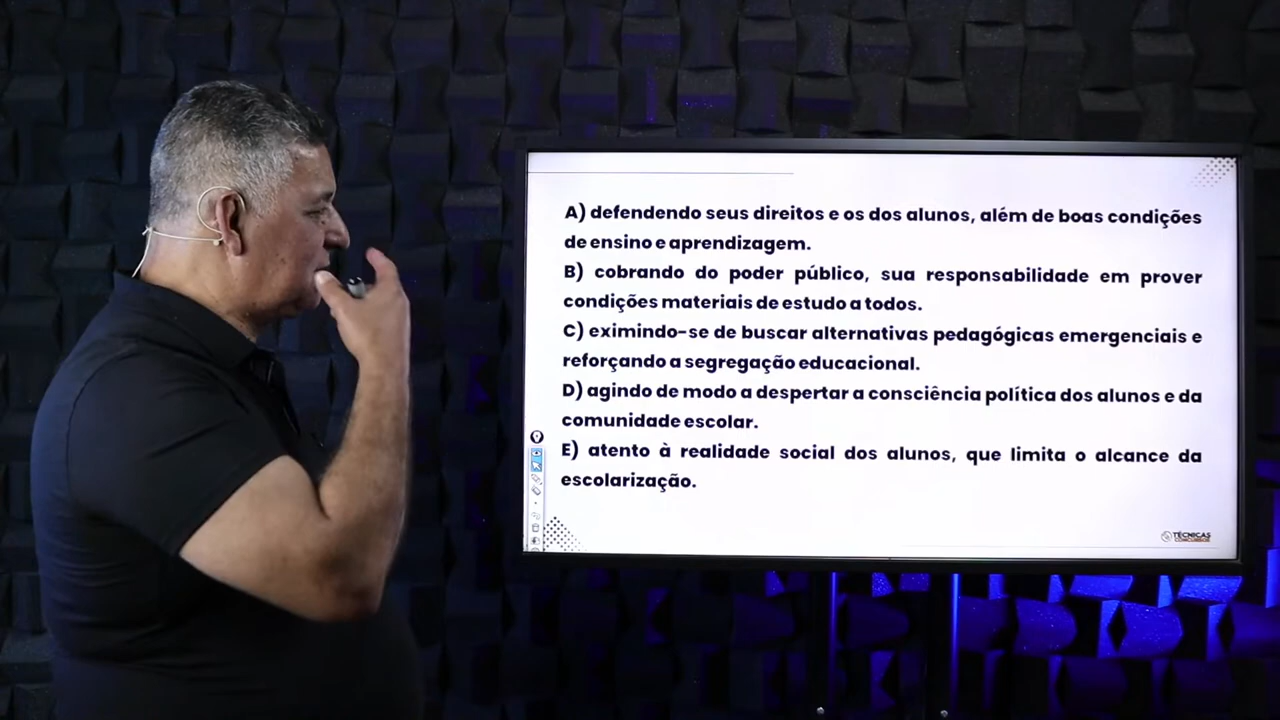 A) defendendo seus direitos e os dos alunos, além de boas condições
de ensino e aprendizagem.
B) cobrando do poder público, sua responsabilidade em prover
condições materiais de estudo a todos.
C) eximindo-se de buscar alternativas pedagógicas emergenciais e
reforçando a segregação educacional.
D) agindo de modo a despertar a consciência política dos alunos e da
comunidade escolar.
E) atento à realidade social dos alunos, que limita o alcance da
escolarização.
TÉCNICAS